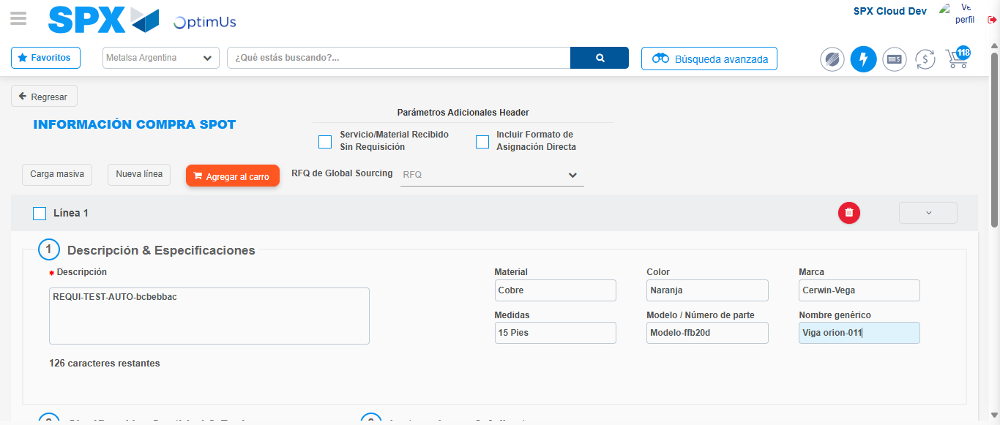 SPX
OptimUs
SPX Cloud Dev
Ve
perfil
Favoritos
Metalsa Argentina
¿Qué estás buscando?...
Búsqueda avanzada
118
Regresar
INFORMACIÓN COMPRA SPOT
Parámetros Adicionales Header
Servicio/Material Recibido
Sin Requisición
Incluir Formato de
Asignación Directa
Carga masiva
Nueva línea
Agregar al carro
RFQ de Global Sourcing
RFQ
Línea 1
1 Descripción & Especificaciones
* Descripción
REQUI-TEST-AUTO-bcbebbac
126 caracteres restantes
Material
Cobre
Color
Naranja
Marca
Cerwin-Vega
Medidas
15 Pies
Modelo / Número de parte
Modelo-ffb20d
Nombre genérico
Viga orion-011